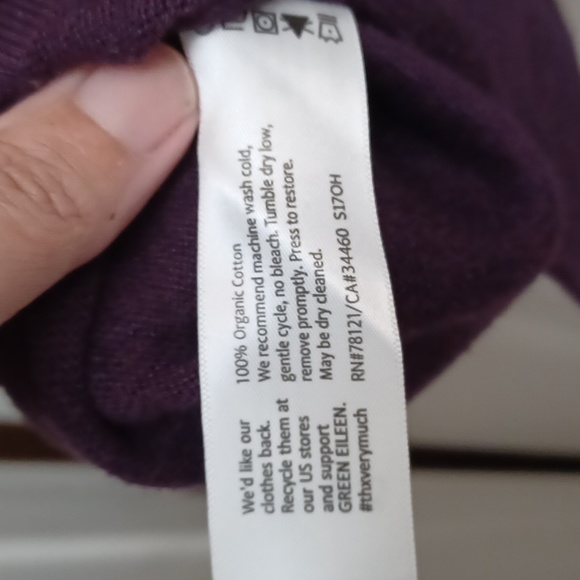 100% Organic Cotton
We recommend machine wash cold,
gentle cycle, no bleach. Tumble dry low,
remove promptly. Press to restore.
May be dry cleaned.
RN#78121/CA#34460 S17OH
We'd like our
clothes back.
Recycle them at
our US stores
and support
GREEN EILEEN.
#thxverymuch